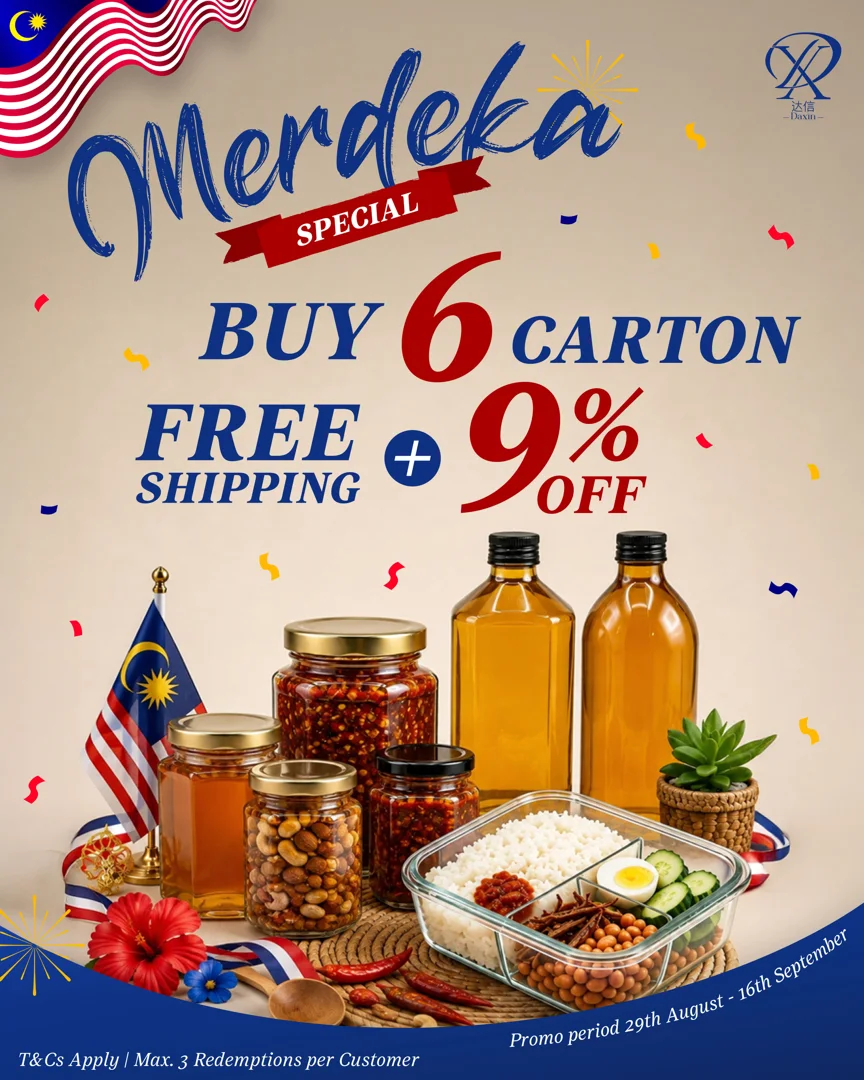 达信
Daxin
Merdeka
SPECIAL
BUY 6 CARTON
FREE
SHIPPING
+
9%
OFF
Promo period 29th August - 16th September
T&Cs Apply | Max. 3 Redemptions per Customer